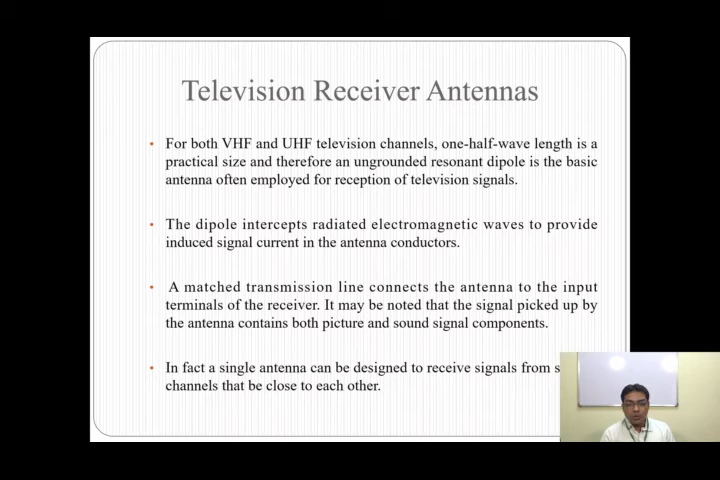 Television Receiver Antennas
For both VHF and UHF television channels, one-half-wave length is a
practical size and therefore an ungrounded resonant dipole is the basic
antenna often employed for reception of television signals.
The dipole intercepts radiated electromagnetic waves to provide
induced signal current in the antenna conductors.
A matched transmission line connects the antenna to the input
terminals of the receiver. It may be noted that the signal picked up by
the antenna contains both picture and sound signal components.
In fact a single antenna can be designed to receive signals from
channels that be close to each other.